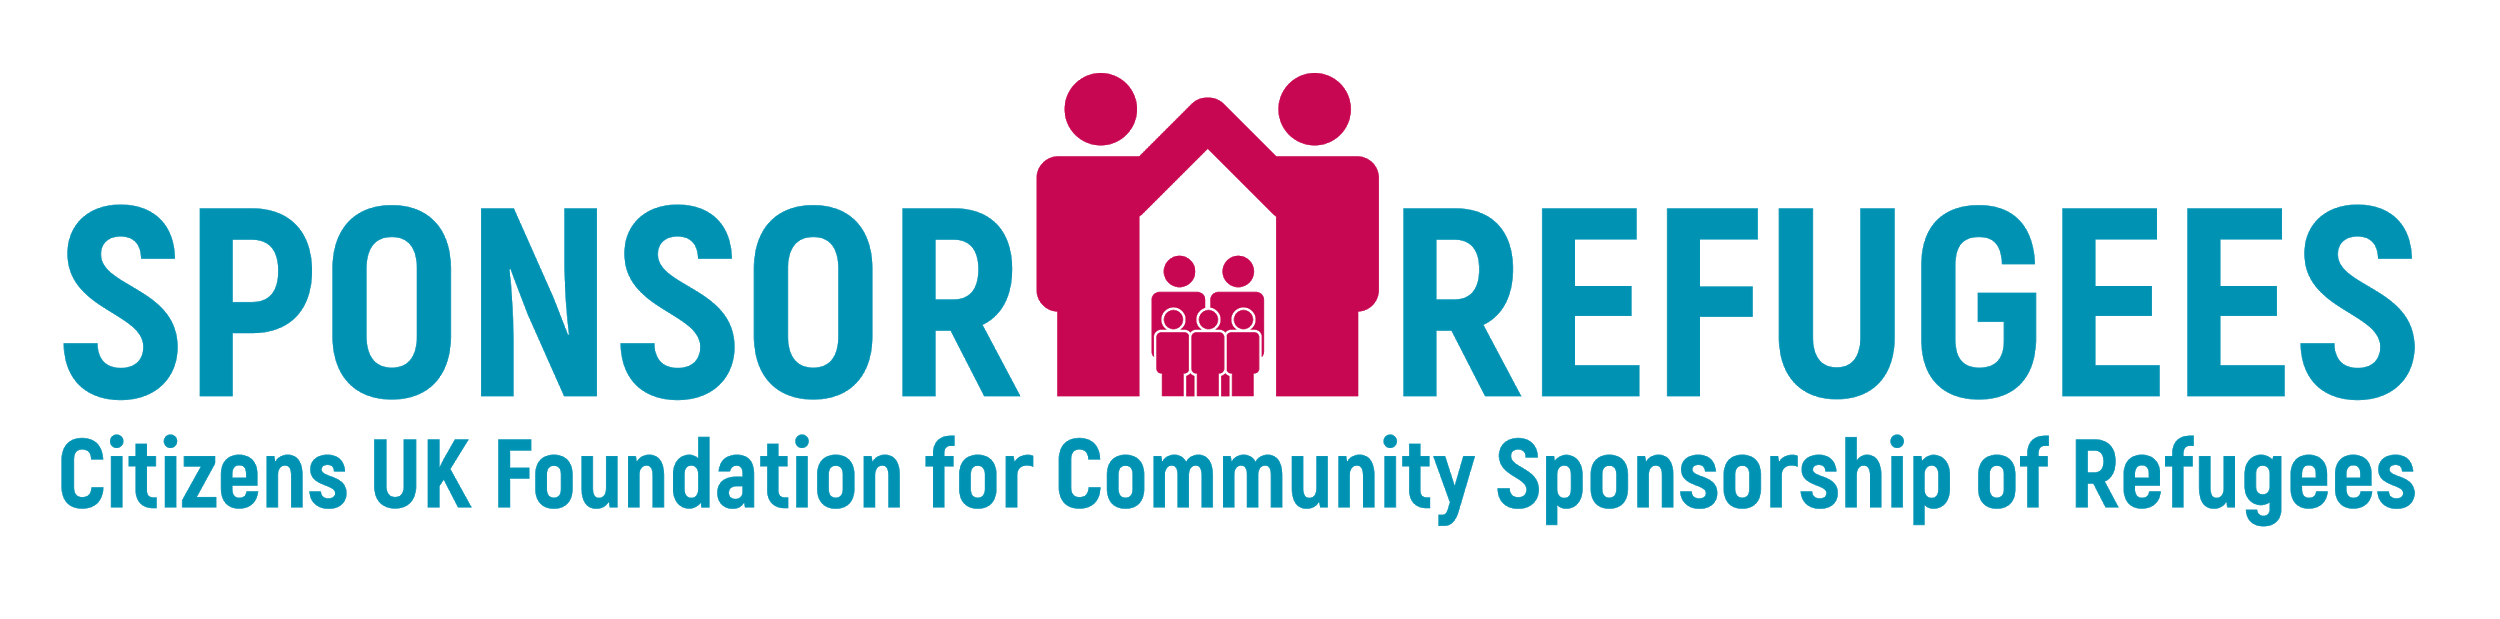 SPONSOR REFUGEES
Citizens UK Foundation for Community Sponsorship of Refugees